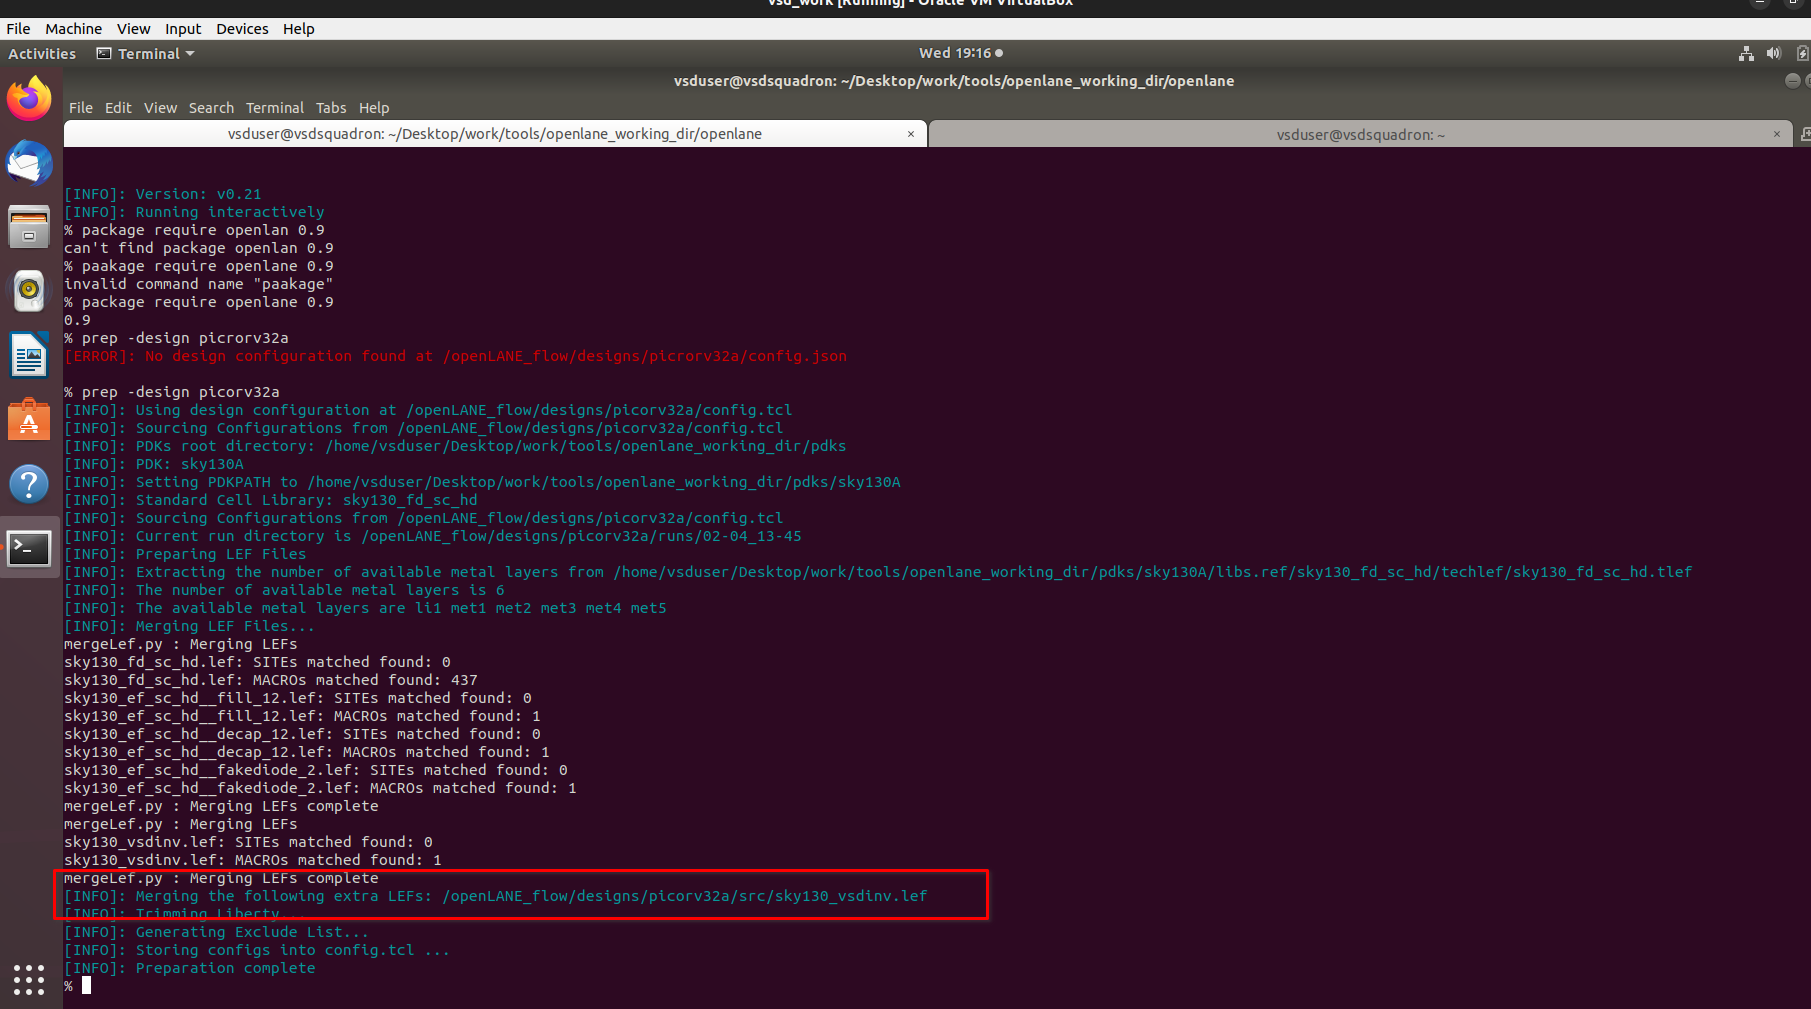 vsd_work [Running] - Oracle VM VirtualBox
File Machine View Input Devices Help
Activities Terminal Wed 19:16
vsduser@vsdsquadron: ~/Desktop/work/tools/openlane_working_dir/openlane
File Edit View Search Terminal Tabs Help
vsduser@vsdsquadron: ~/Desktop/work/tools/openlane_working_dir/openlane × vsduser@vsdsquadron: ~ ×
[INFO]: Version: v0.21
[INFO]: Running interactively
% package require openlan 0.9
can't find package openlan 0.9
% paakage require openlane 0.9
invalid command name "paakage"
% package require openlane 0.9
0.9
% prep -design picrorv32a
[ERROR]: No design configuration found at /openLANE_flow/designs/picrorv32a/config.json
% prep -design picorv32a
[INFO]: Using design configuration at /openLANE_flow/designs/picorv32a/config.tcl
[INFO]: Sourcing Configurations from /openLANE_flow/designs/picorv32a/config.tcl
[INFO]: PDKs root directory: /home/vsduser/Desktop/work/tools/openlane_working_dir/pdks
[INFO]: PDK: sky130A
[INFO]: Setting PDKPATH to /home/vsduser/Desktop/work/tools/openlane_working_dir/pdks/sky130A
[INFO]: Standard Cell Library: sky130_fd_sc_hd
[INFO]: Sourcing Configurations from /openLANE_flow/designs/picorv32a/config.tcl
[INFO]: Current run directory is /openLANE_flow/designs/picorv32a/runs/02-04_13-45
[INFO]: Preparing LEF Files
[INFO]: Extracting the number of available metal layers from /home/vsduser/Desktop/work/tools/openlane_working_dir/pdks/sky130A/libs.ref/sky130_fd_sc_hd/techlef/sky130_fd_sc_hd.tlef
[INFO]: The number of available metal layers is 6
[INFO]: The available metal layers are li1 met1 met2 met3 met4 met5
[INFO]: Merging LEF Files...
mergeLef.py : Merging LEFs
sky130_fd_sc_hd.lef: SITEs matched found: 0
sky130_fd_sc_hd.lef: MACROs matched found: 437
sky130_ef_sc_hd__fill_12.lef: SITEs matched found: 0
sky130_ef_sc_hd__fill_12.lef: MACROs matched found: 1
sky130_ef_sc_hd__decap_12.lef: SITEs matched found: 0
sky130_ef_sc_hd__decap_12.lef: MACROs matched found: 1
sky130_ef_sc_hd__fakediode_2.lef: SITEs matched found: 0
sky130_ef_sc_hd__fakediode_2.lef: MACROs matched found: 1
mergeLef.py : Merging LEFs complete
mergeLef.py : Merging LEFs
sky130_vsdinv.lef: SITEs matched found: 0
sky130_vsdinv.lef: MACROs matched found: 1
mergeLef.py : Merging LEFs complete
[INFO]: Merging the following extra LEFs: /openLANE_flow/designs/picorv32a/src/sky130_vsdinv.lef
[INFO]: Trimming Liberty...
[INFO]: Generating Exclude List...
[INFO]: Storing configs into config.tcl ...
[INFO]: Preparation complete
%